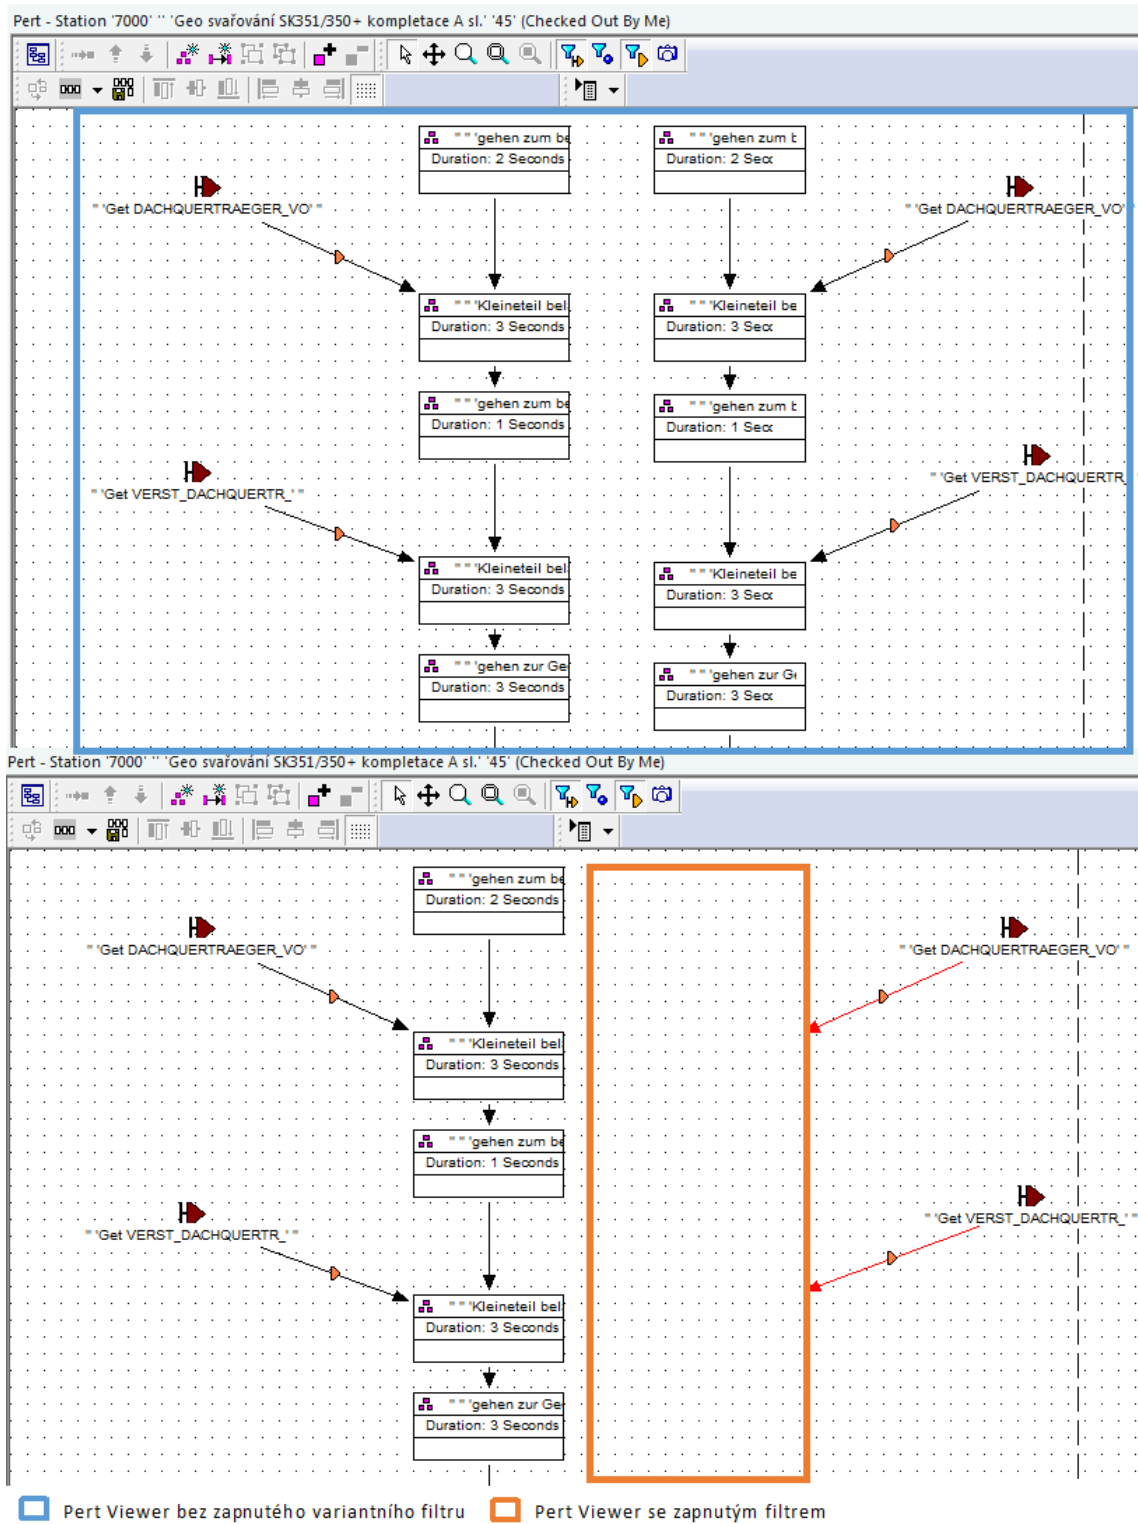 Pert - Station '7000' '' 'Geo svařování SK351/350+ kompletace A sl.' '45' (Checked Out By Me)
" " 'gehen zum be
Duration: 2 Seconds
" " 'gehen zum b
Duration: 2 Sec
" 'Get DACHQUERTRAEGER_VO' "
" 'Get DACHQUERTRAEGER_VO'
" " 'Kleineteil bel
Duration: 3 Seconds
" " 'Kleineteil be
Duration: 3 Sec
" " 'gehen zum be
Duration: 1 Seconds
" " 'gehen zum b
Duration: 1 Sec
" 'Get VERST_DACHQUERTR_' "
" 'Get VERST_DACHQUERTR_
" " 'Kleineteil bel
Duration: 3 Seconds
" " 'Kleineteil be
Duration: 3 Sec
" " 'gehen zur Ge
Duration: 3 Seconds
" " 'gehen zur G
Duration: 3 Sec
Pert - Station '7000' '' 'Geo svařování SK351/350+ kompletace A sl.' '45' (Checked Out By Me)
" " 'gehen zum be
Duration: 2 Seconds
" 'Get DACHQUERTRAEGER_VO' "
" 'Get DACHQUERTRAEGER_VO' "
" " 'Kleineteil bel
Duration: 3 Seconds
" " 'gehen zum be
Duration: 1 Seconds
" 'Get VERST_DACHQUERTR_' "
" 'Get VERST_DACHQUERTR_' "
" " 'Kleineteil bel
Duration: 3 Seconds
" " 'gehen zur Ge
Duration: 3 Seconds
Pert Viewer bez zapnutého variantního filtru
Pert Viewer se zapnutým filtrem